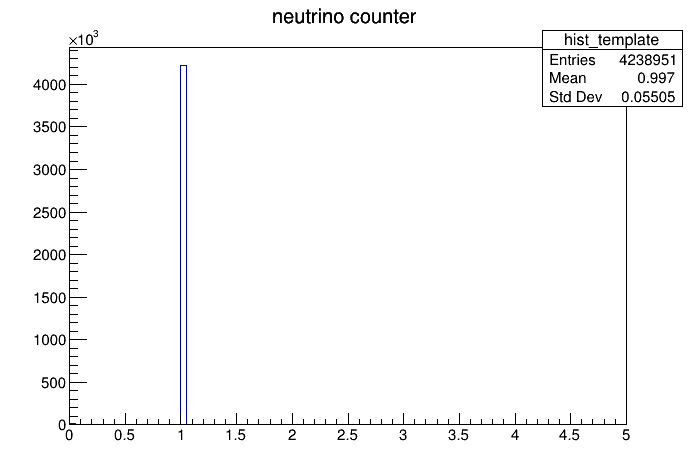 neutrino counter
×10³
hist_template
Entries 4238951
Mean 0.997
Std Dev 0.05505
4000
3500
3000
2500
2000
1500
1000
500
0
0 0.5 1 1.5 2 2.5 3 3.5 4 4.5 5